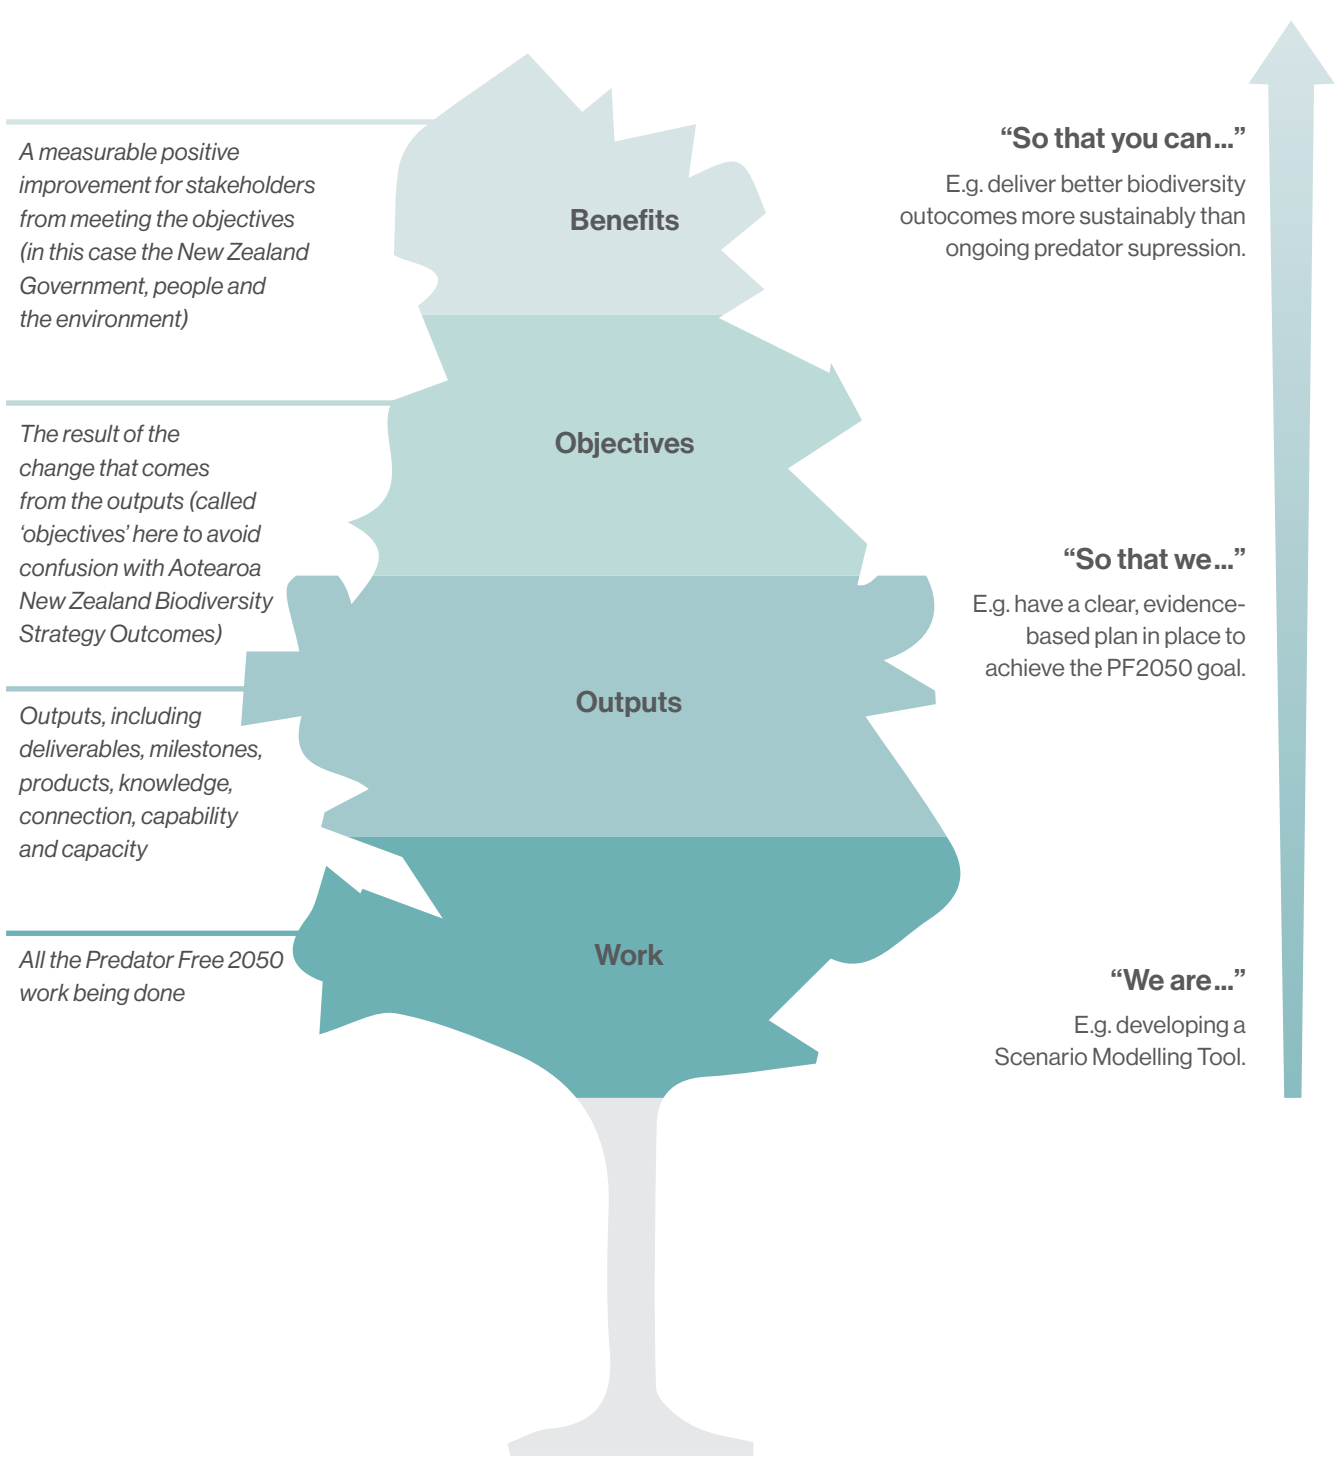 A measurable positive
improvement for stakeholders
from meeting the objectives
(in this case the New Zealand
Government, people and
the environment)
The result of the
change that comes
from the outputs (called
‘objectives’ here to avoid
confusion with Aotearoa
New Zealand Biodiversity
Strategy Outcomes)
Outputs, including
deliverables, milestones,
products, knowledge,
connection, capability
and capacity
All the Predator Free 2050
work being done
Benefits
Objectives
Outputs
Work
“So that you can...”
E.g. deliver better biodiversity
outocomes more sustainably than
ongoing predator supression.
“So that we...”
E.g. have a clear, evidence-
based plan in place to
achieve the PF2050 goal.
“We are...”
E.g. developing a
Scenario Modelling Tool.